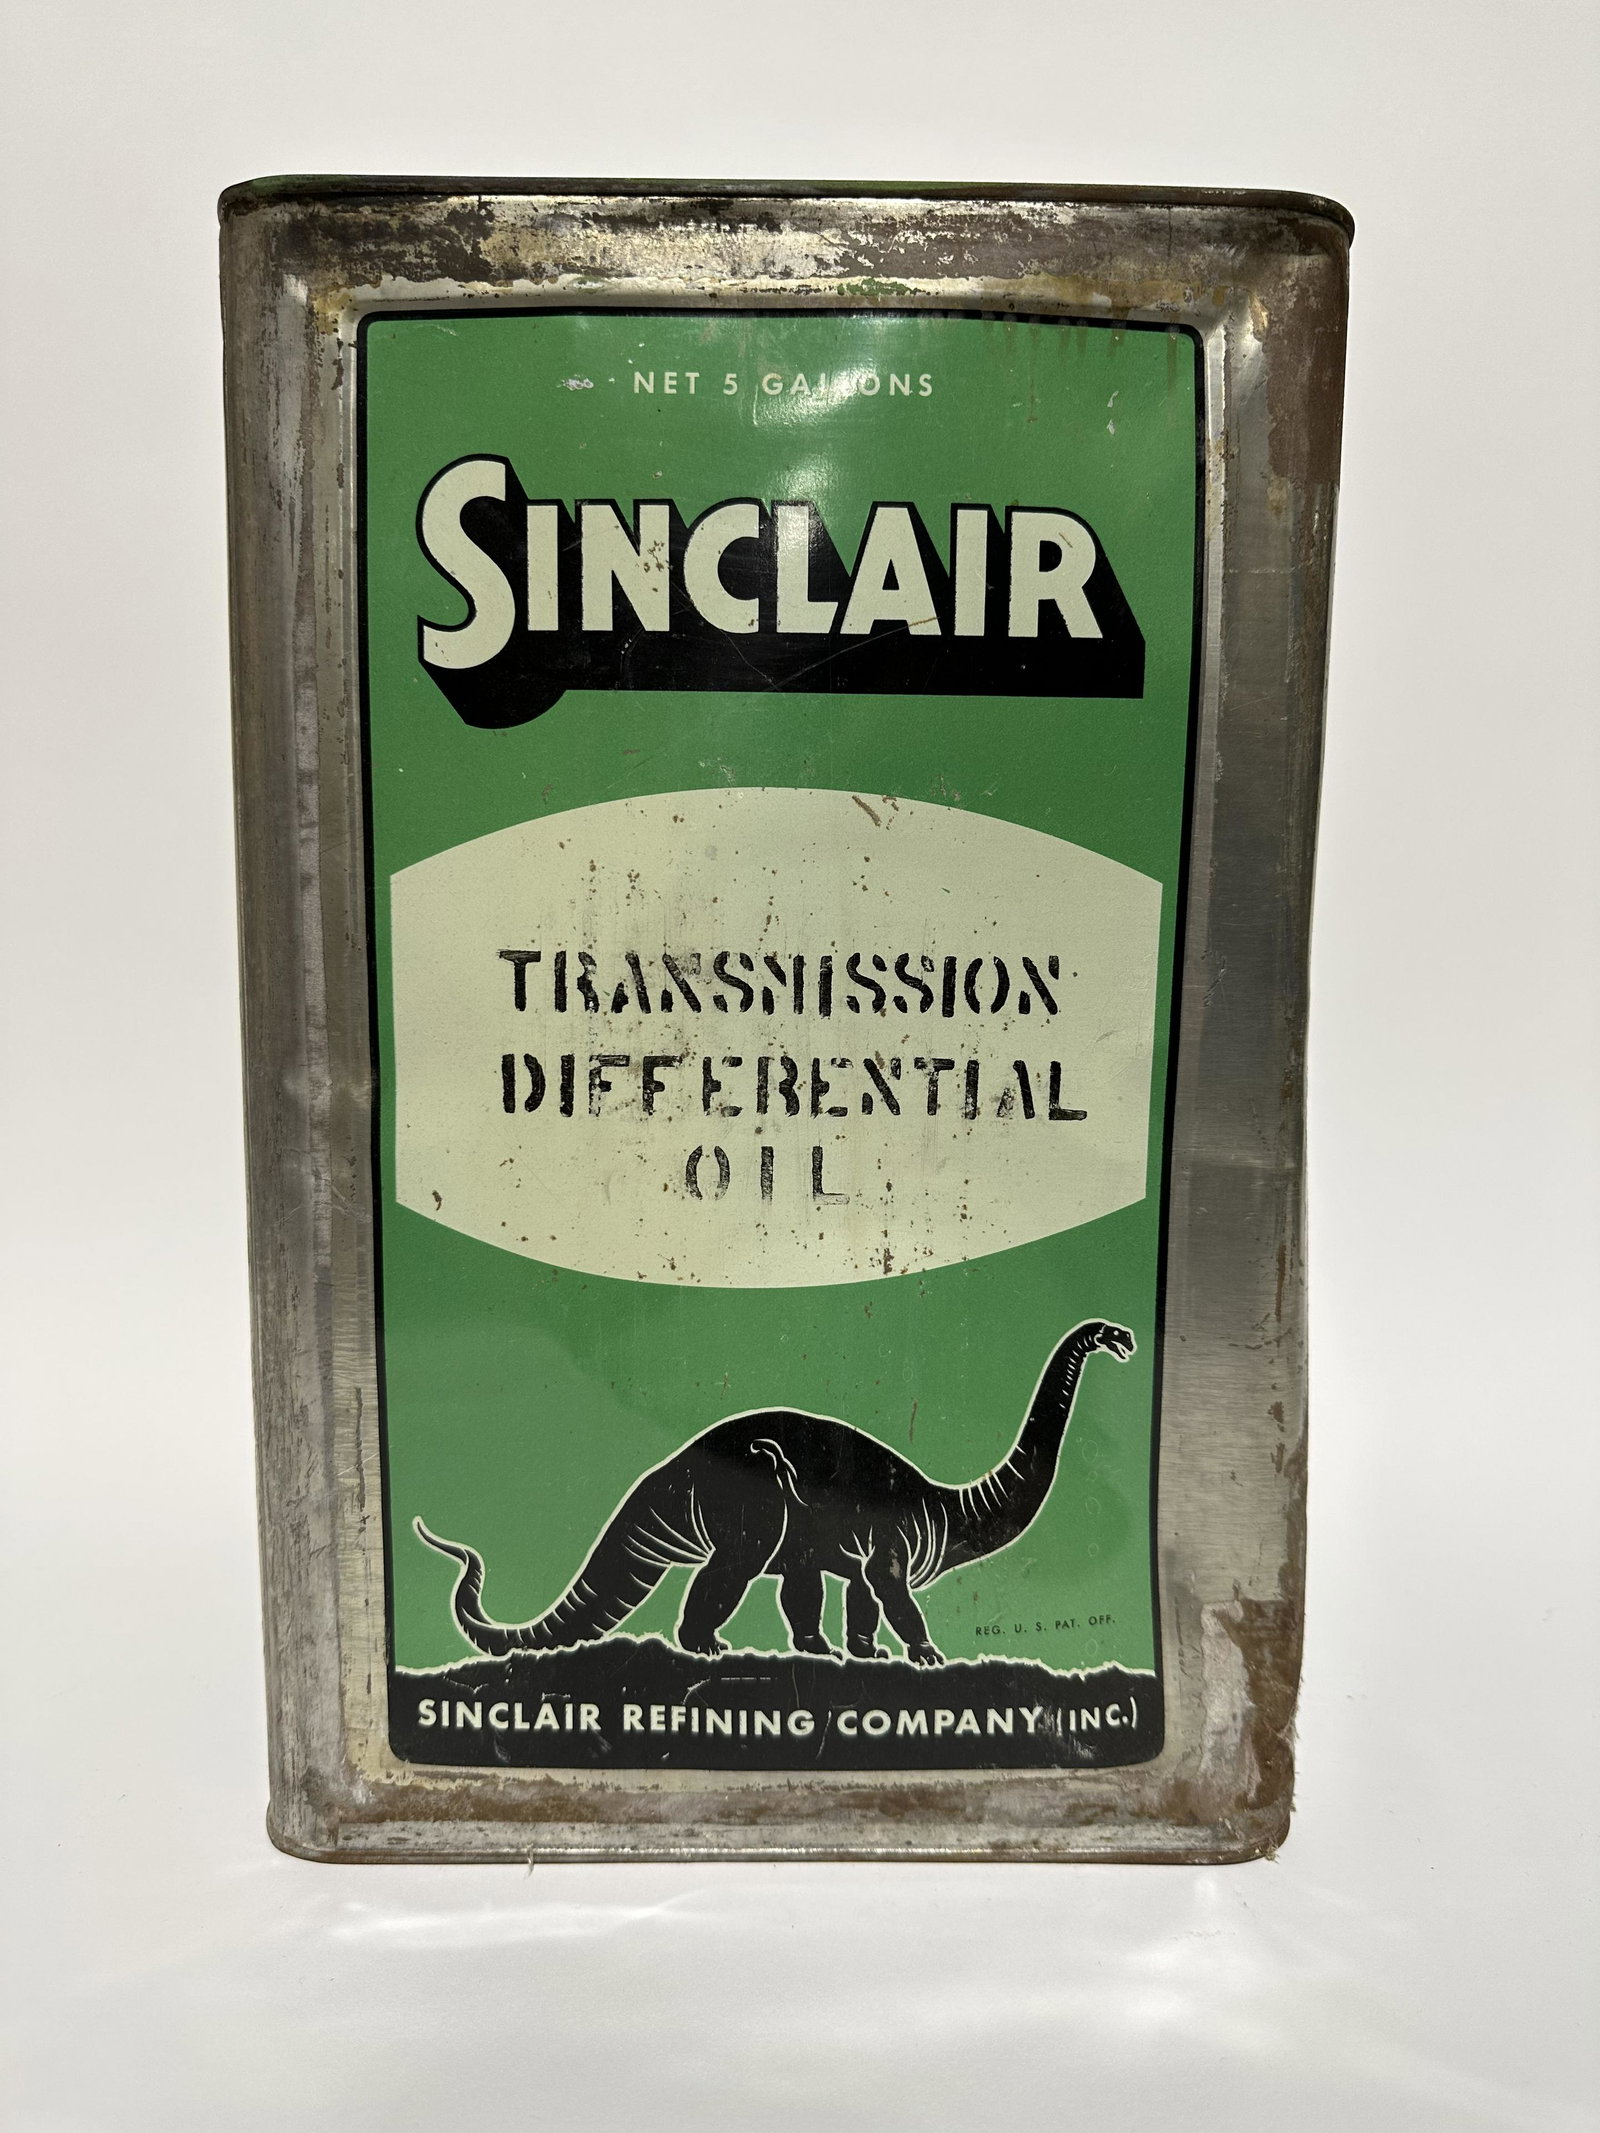 NET 5 GALLONS
SINCLAIR
TRANSMISSION
DIFFERENTIAL
OIL
REG. U. S. PAT. OFF.
SINCLAIR REFINING COMPANY (INC.)